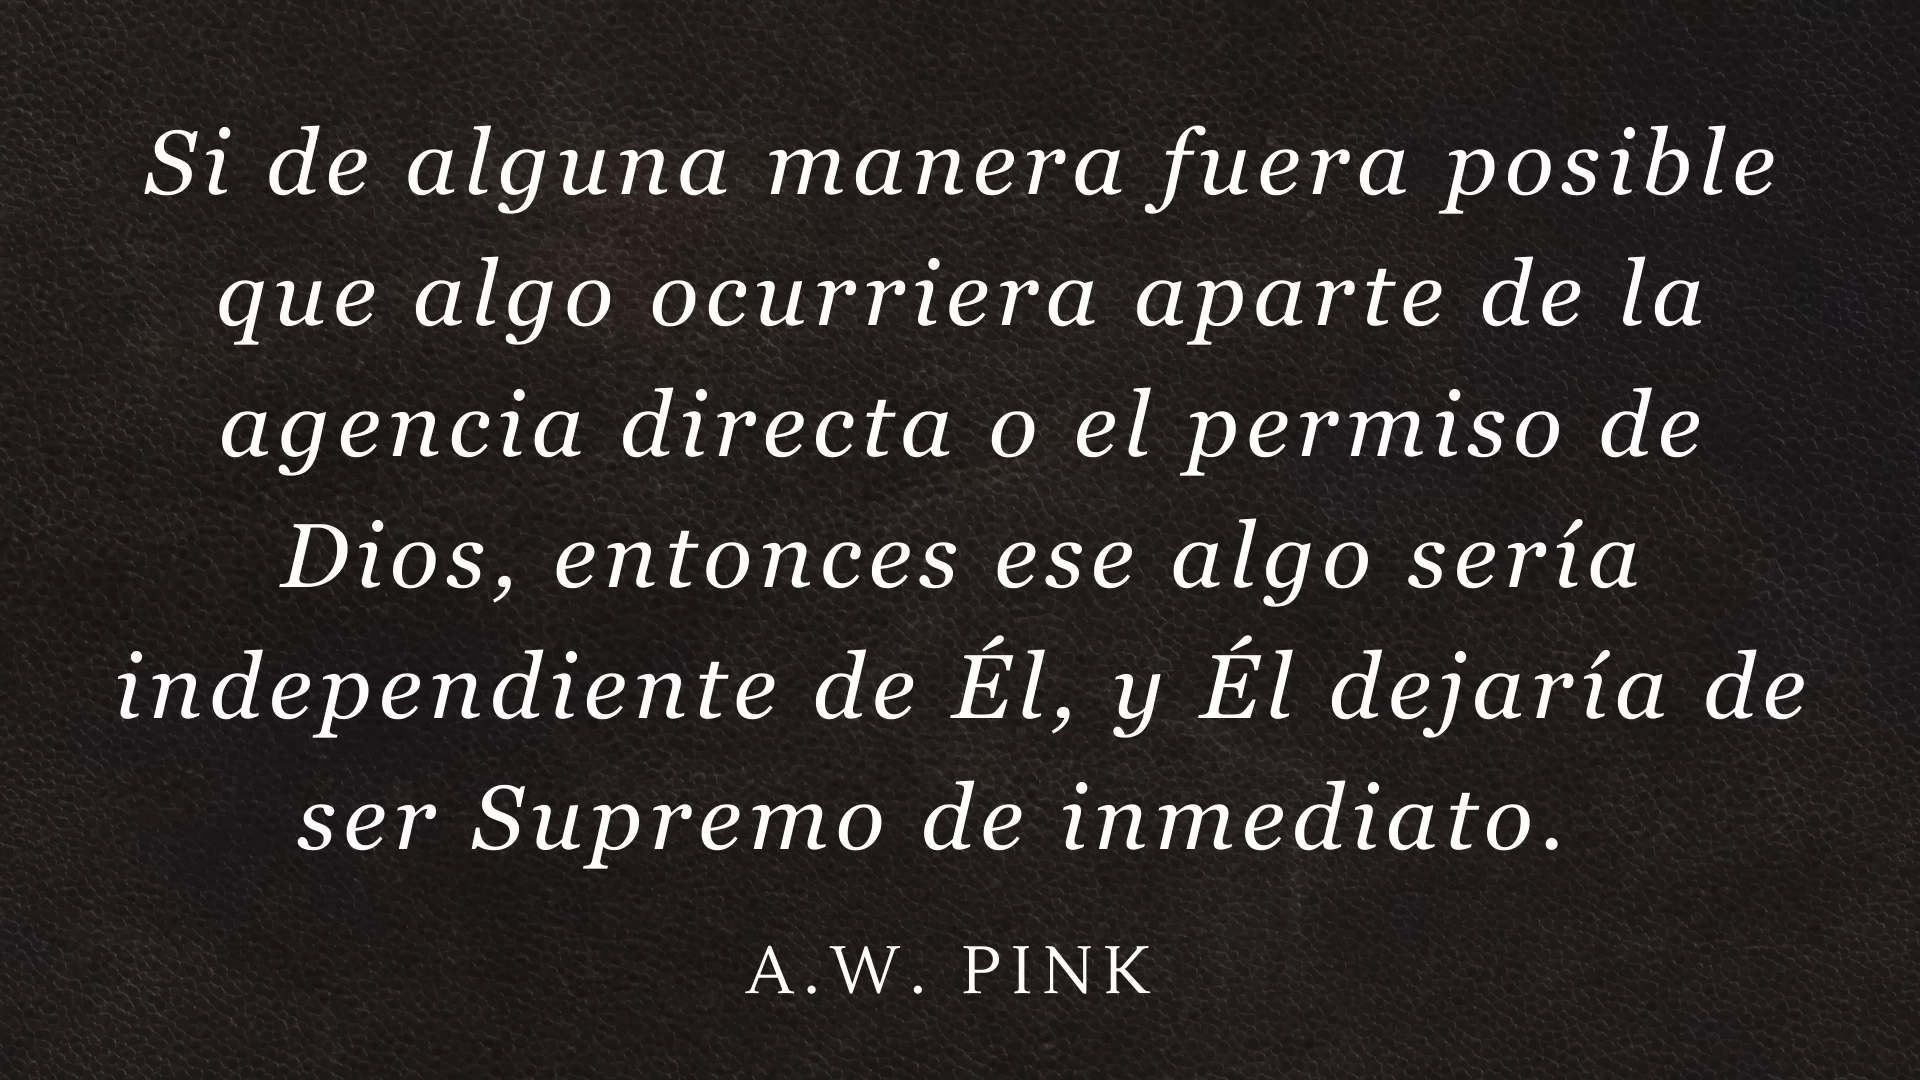 Si de alguna manera fuera posible
que algo ocurriera aparte de la
agencia directa o el permiso de
Dios, entonces ese algo sería
independiente de Él, y Él dejaría de
ser Supremo de inmediato.
A.W. PINK